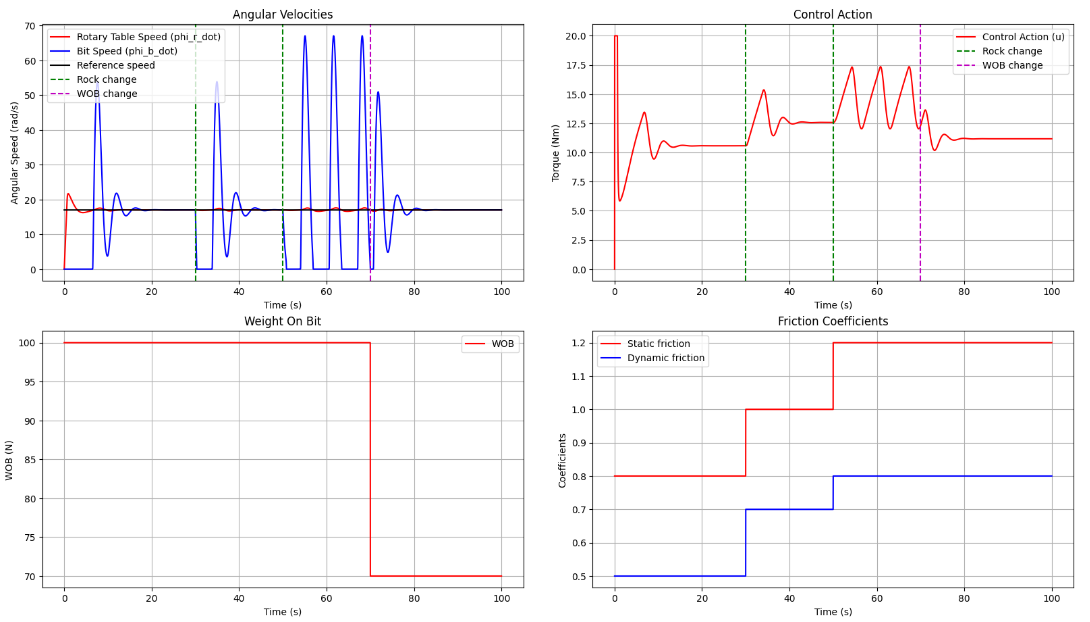 Angular Velocities
Rotary Table Speed (phi_r_dot)
Bit Speed (phi_b_dot)
Reference speed
Rock change
WOB change
Angular Speed (rad/s)
70
60
50
40
30
20
10
0
0 20 40 60 80 100
Time (s)
Control Action
Control Action (u)
Rock change
WOB change
Torque (Nm)
20.0
17.5
15.0
12.5
10.0
7.5
5.0
2.5
0.0
0 20 40 60 80 100
Time (s)
Weight On Bit
WOB
WOB (N)
100
95
90
85
80
75
70
0 20 40 60 80 100
Time (s)
Friction Coefficients
Static friction
Dynamic friction
Coefficients
1.2
1.1
1.0
0.9
0.8
0.7
0.6
0.5
0 20 40 60 80 100
Time (s)